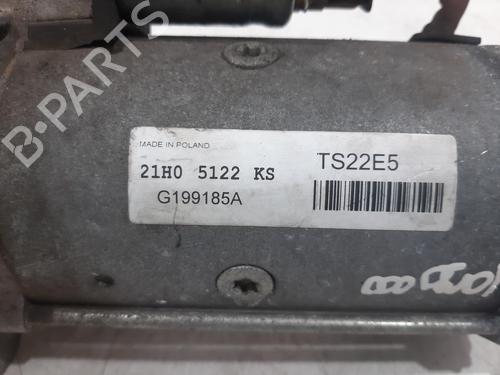 B-PARTS
MADE IN POLAND
21H0 5122 KS
TS22E5
G199185A